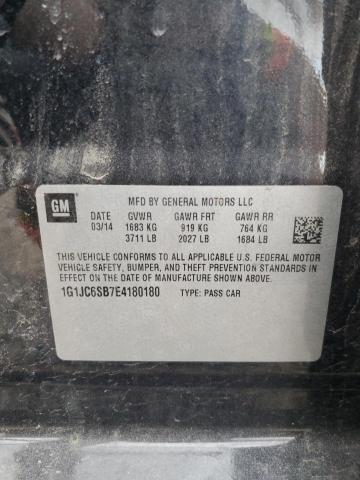 GM
MFD BY GENERAL MOTORS LLC
DATE GVWR GAWR FRT GAWR RR
03/14 1683 KG 919 KG 764 KG
3711 LB 2027 LB 1684 LB
THIS VEHICLE CONFORMS TO ALL APPLICABLE U.S. FEDERAL MOTOR
VEHICLE SAFETY, BUMPER, AND THEFT PREVENTION STANDARDS
IN EFFECT ON THE DATE OF MANUFACTURE SHOWN ABOVE.
1G1JC6SB7E4180180 TYPE: PASS CAR